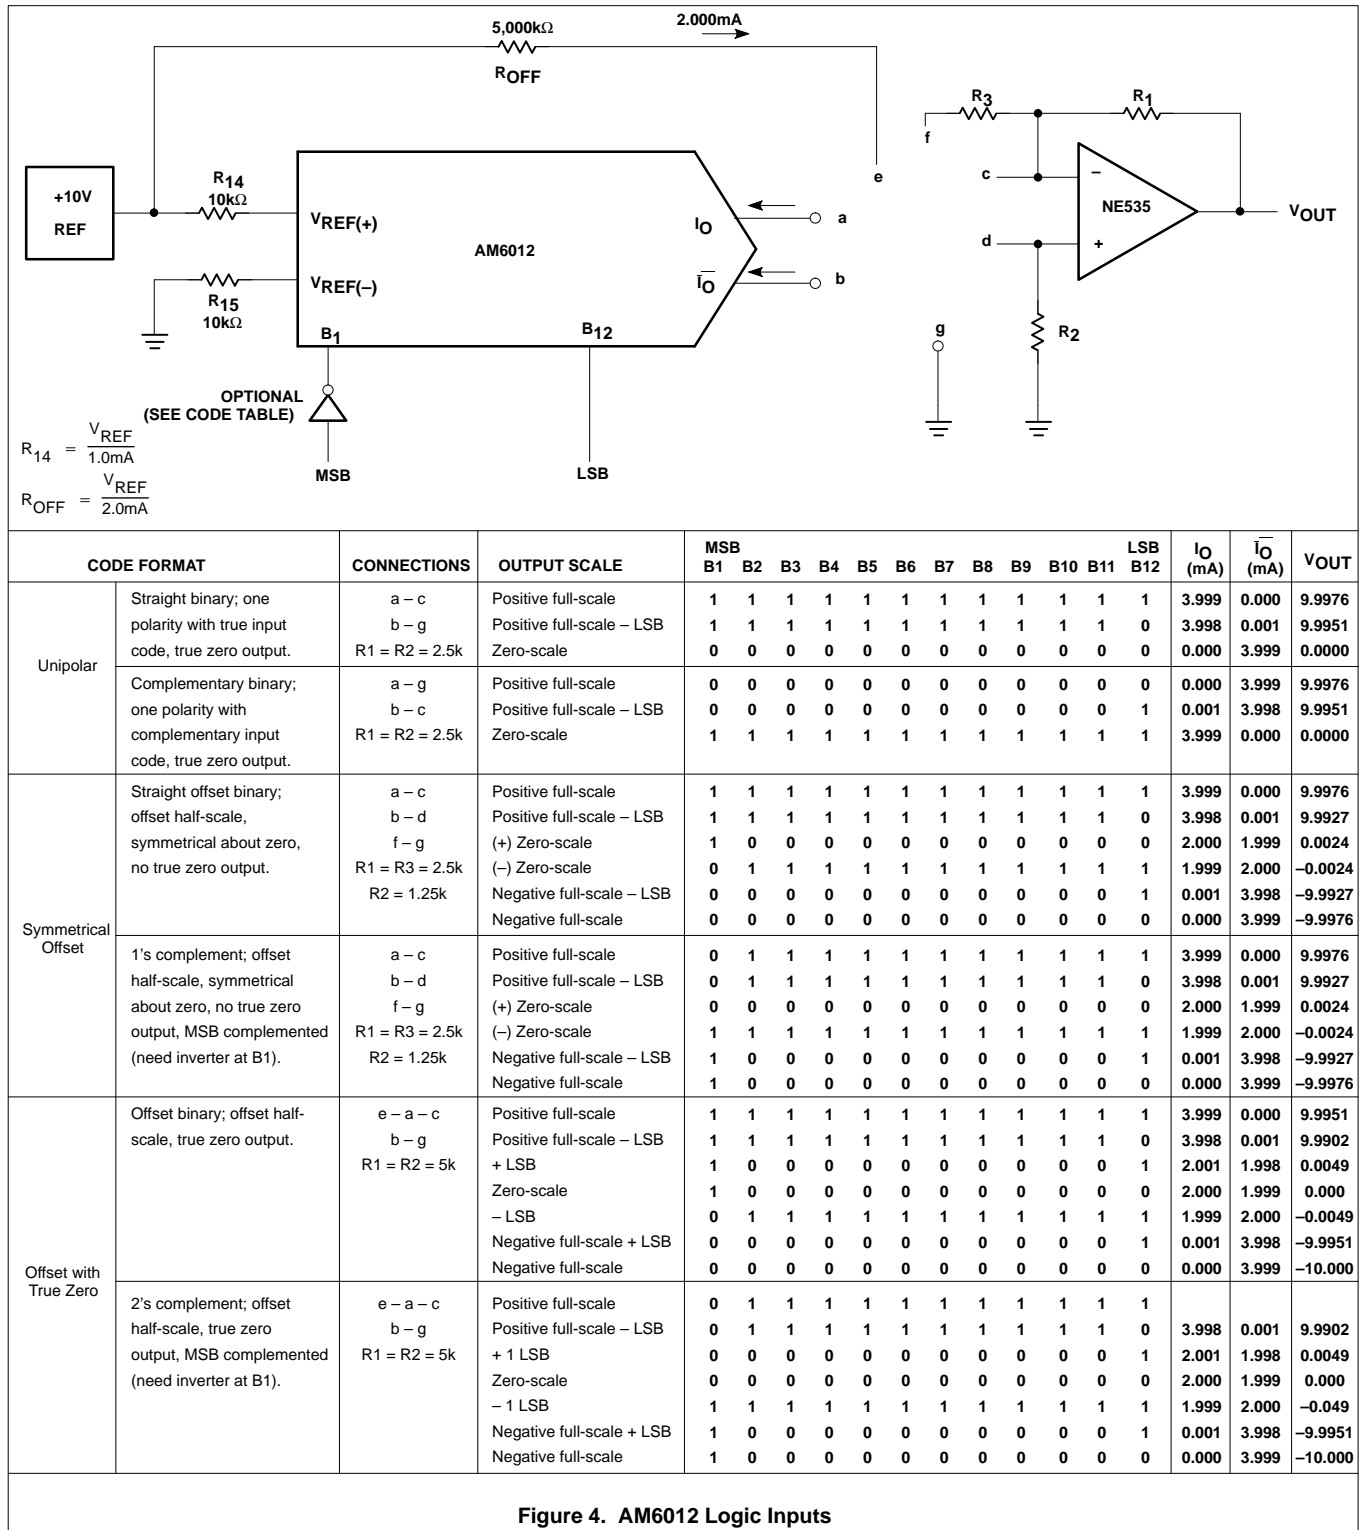 5,000kΩ
2.000mA
ROFF
R3
R1
f
e
c
–
+10V
REF
R14
10kΩ
VREF(+)
IO
a
NE535
VOUT
AM6012
d
+
R15
10kΩ
VREF(–)
IO
b
B1
B12
g
R2
OPTIONAL
(SEE CODE TABLE)
R14 = VREF / 1.0mA
MSB
LSB
ROFF = VREF / 2.0mA
CODE FORMAT CONNECTIONS OUTPUT SCALE MSB B1 B2 B3 B4 B5 B6 B7 B8 B9 B10 B11 LSB B12 IO (mA) IO (mA) VOUT
Unipolar
Straight binary; one a – c Positive full-scale 1 1 1 1 1 1 1 1 1 1 1 1 3.999 0.000 9.9976
polarity with true input b – g Positive full-scale – LSB 1 1 1 1 1 1 1 1 1 1 1 0 3.998 0.001 9.9951
code, true zero output. R1 = R2 = 2.5k Zero-scale 0 0 0 0 0 0 0 0 0 0 0 0 0.000 3.999 0.0000
Complementary binary; a – g Positive full-scale 0 0 0 0 0 0 0 0 0 0 0 0 0.000 3.999 9.9976
one polarity with b – c Positive full-scale – LSB 0 0 0 0 0 0 0 0 0 0 0 1 0.001 3.998 9.9951
complementary input R1 = R2 = 2.5k Zero-scale 1 1 1 1 1 1 1 1 1 1 1 1 3.999 0.000 0.0000
code, true zero output.
Symmetrical
Offset
Straight offset binary; a – c Positive full-scale 1 1 1 1 1 1 1 1 1 1 1 1 3.999 0.000 9.9976
offset half-scale, b – d Positive full-scale – LSB 1 1 1 1 1 1 1 1 1 1 1 0 3.998 0.001 9.9927
symmetrical about zero, f – g (+) Zero-scale 1 0 0 0 0 0 0 0 0 0 0 0 2.000 1.999 0.0024
no true zero output. R1 = R3 = 2.5k (–) Zero-scale 0 1 1 1 1 1 1 1 1 1 1 1 1.999 2.000 –0.0024
R2 = 1.25k Negative full-scale – LSB 0 0 0 0 0 0 0 0 0 0 0 1 0.001 3.998 –9.9927
Negative full-scale 0 0 0 0 0 0 0 0 0 0 0 0 0.000 3.999 –9.9976
1's complement; offset a – c Positive full-scale 0 1 1 1 1 1 1 1 1 1 1 1 3.999 0.000 9.9976
half-scale, symmetrical b – d Positive full-scale – LSB 0 1 1 1 1 1 1 1 1 1 1 0 3.998 0.001 9.9927
about zero, no true zero f – g (+) Zero-scale 0 0 0 0 0 0 0 0 0 0 0 0 2.000 1.999 0.0024
output, MSB complemented R1 = R3 = 2.5k (–) Zero-scale 1 1 1 1 1 1 1 1 1 1 1 1 1.999 2.000 –0.0024
(need inverter at B1). R2 = 1.25k Negative full-scale – LSB 1 0 0 0 0 0 0 0 0 0 0 1 0.001 3.998 –9.9927
Negative full-scale 1 0 0 0 0 0 0 0 0 0 0 0 0.000 3.999 –9.9976
Offset with
True Zero
Offset binary; offset half- e – a – c Positive full-scale 1 1 1 1 1 1 1 1 1 1 1 1 3.999 0.000 9.9951
scale, true zero output. b – g Positive full-scale – LSB 1 1 1 1 1 1 1 1 1 1 1 0 3.998 0.001 9.9902
R1 = R2 = 5k + LSB 1 0 0 0 0 0 0 0 0 0 0 1 2.001 1.998 0.0049
Zero-scale 1 0 0 0 0 0 0 0 0 0 0 0 2.000 1.999 0.000
– LSB 0 1 1 1 1 1 1 1 1 1 1 1 1.999 2.000 –0.0049
Negative full-scale + LSB 0 0 0 0 0 0 0 0 0 0 0 1 0.001 3.998 –9.9951
Negative full-scale 0 0 0 0 0 0 0 0 0 0 0 0 0.000 3.999 –10.000
2's complement; offset e – a – c Positive full-scale 0 1 1 1 1 1 1 1 1 1 1 1
half-scale, true zero b – g Positive full-scale – LSB 0 1 1 1 1 1 1 1 1 1 1 0 3.998 0.001 9.9902
output, MSB complemented R1 = R2 = 5k + 1 LSB 0 0 0 0 0 0 0 0 0 0 0 1 2.001 1.998 0.0049
(need inverter at B1). Zero-scale 0 0 0 0 0 0 0 0 0 0 0 0 2.000 1.999 0.000
– 1 LSB 1 1 1 1 1 1 1 1 1 1 1 1 1.999 2.000 –0.049
Negative full-scale + LSB 1 0 0 0 0 0 0 0 0 0 0 1 0.001 3.998 –9.9951
Negative full-scale 1 0 0 0 0 0 0 0 0 0 0 0 0.000 3.999 –10.000
Figure 4. AM6012 Logic Inputs